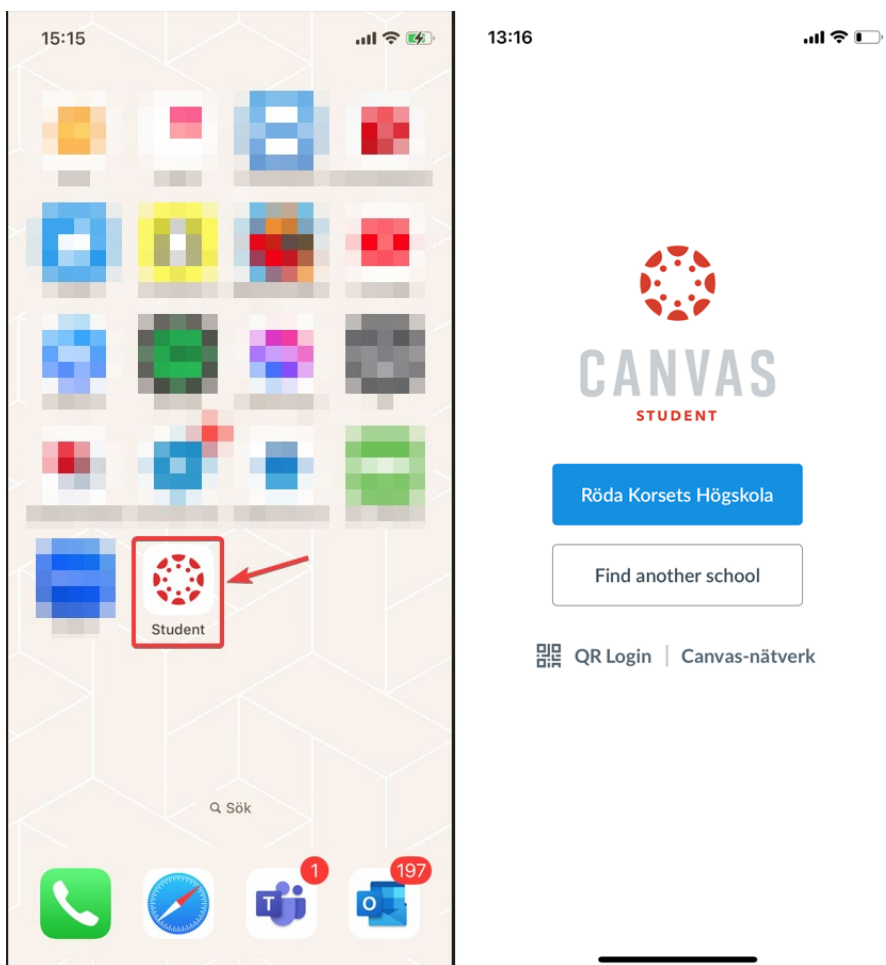 15:15
Student
Sök
1
197
13:16
CANVAS
STUDENT
Röda Korsets Högskola
Find another school
QR Login | Canvas-nätverk